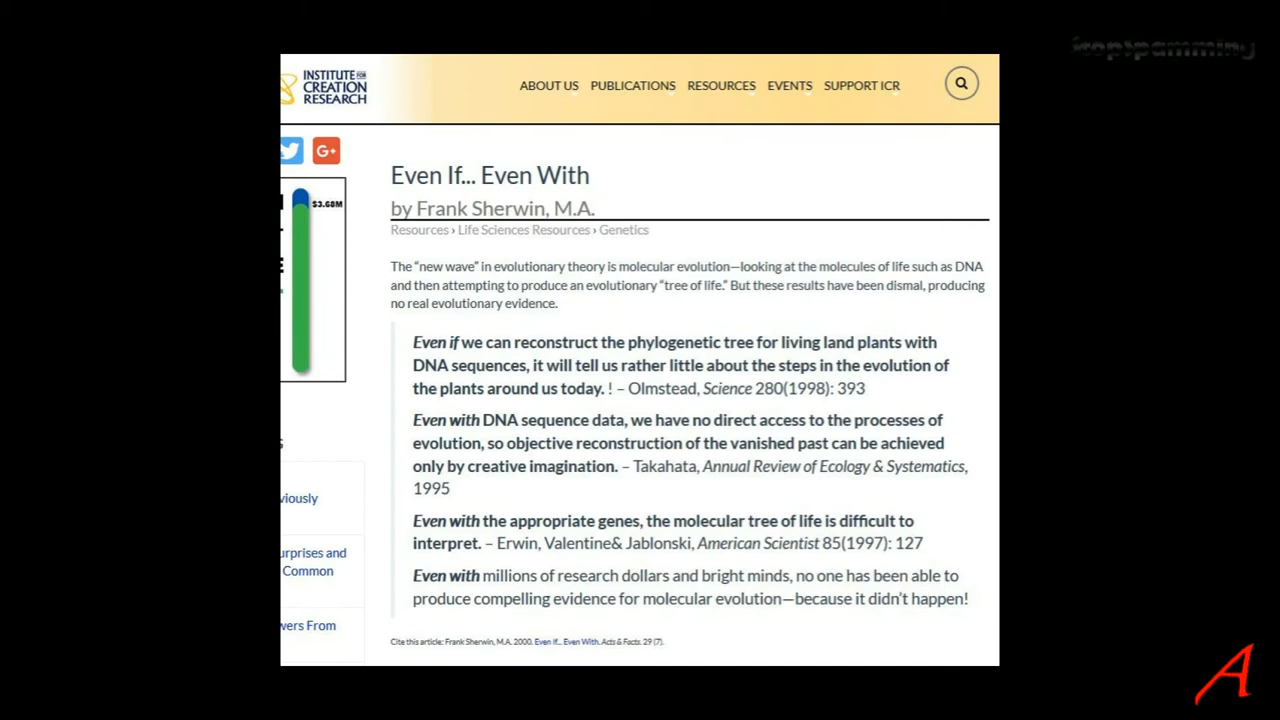 StopSpamming
INSTITUTE FOR
CREATION
RESEARCH
ABOUT US PUBLICATIONS RESOURCES EVENTS SUPPORT ICR
G+
$3.68M
Even If... Even With
by Frank Sherwin, M.A.
Resources › Life Sciences Resources › Genetics
The “new wave” in evolutionary theory is molecular evolution—looking at the molecules of life such as DNA
and then attempting to produce an evolutionary “tree of life.” But these results have been dismal, producing
no real evolutionary evidence.
Even if we can reconstruct the phylogenetic tree for living land plants with
DNA sequences, it will tell us rather little about the steps in the evolution of
the plants around us today. ! – Olmstead, Science 280(1998): 393
Even with DNA sequence data, we have no direct access to the processes of
evolution, so objective reconstruction of the vanished past can be achieved
only by creative imagination. – Takahata, Annual Review of Ecology & Systematics,
1995
Even with the appropriate genes, the molecular tree of life is difficult to
interpret. – Erwin, Valentine& Jablonski, American Scientist 85(1997): 127
Even with millions of research dollars and bright minds, no one has been able to
produce compelling evidence for molecular evolution—because it didn’t happen!
Cite this article: Frank Sherwin, M.A. 2000. Even If... Even With. Acts & Facts. 29 (7).
viously
urprises and
Common
wers From
A